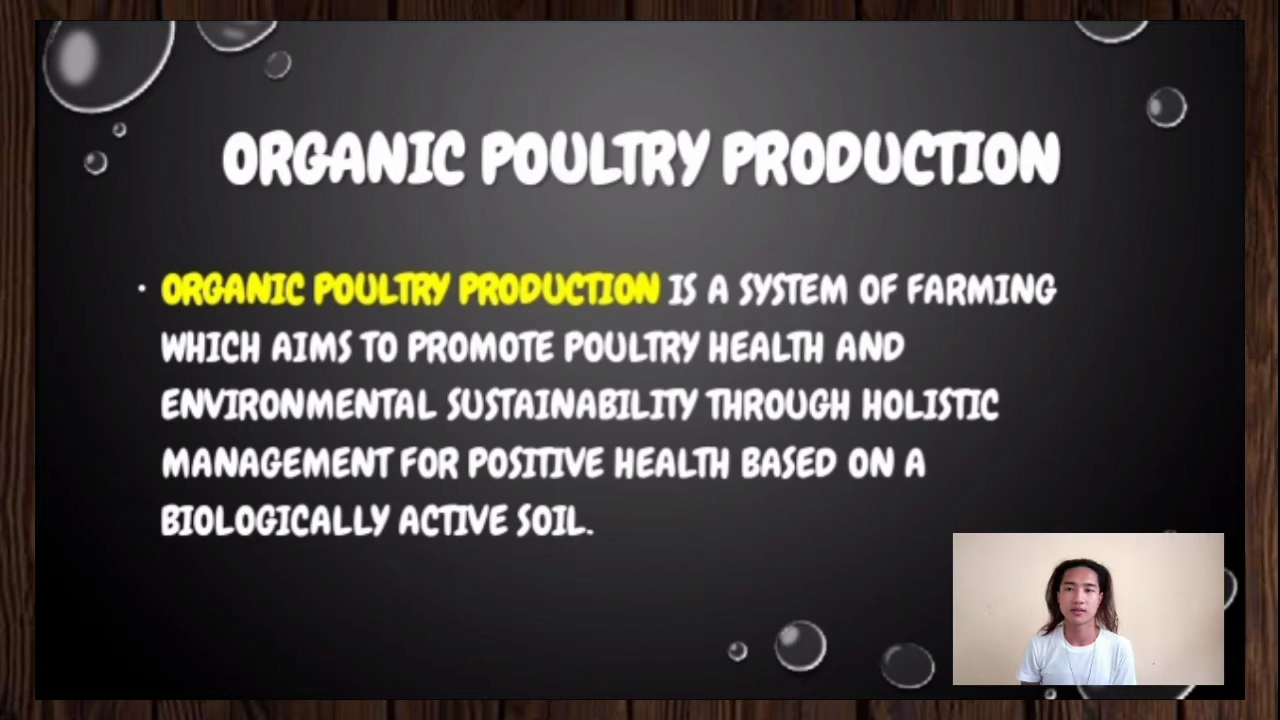 ORGANIC POULTRY PRODUCTION
• ORGANIC POULTRY PRODUCTION IS A SYSTEM OF FARMING
WHICH AIMS TO PROMOTE POULTRY HEALTH AND
ENVIRONMENTAL SUSTAINABILITY THROUGH HOLISTIC
MANAGEMENT FOR POSITIVE HEALTH BASED ON A
BIOLOGICALLY ACTIVE SOIL.